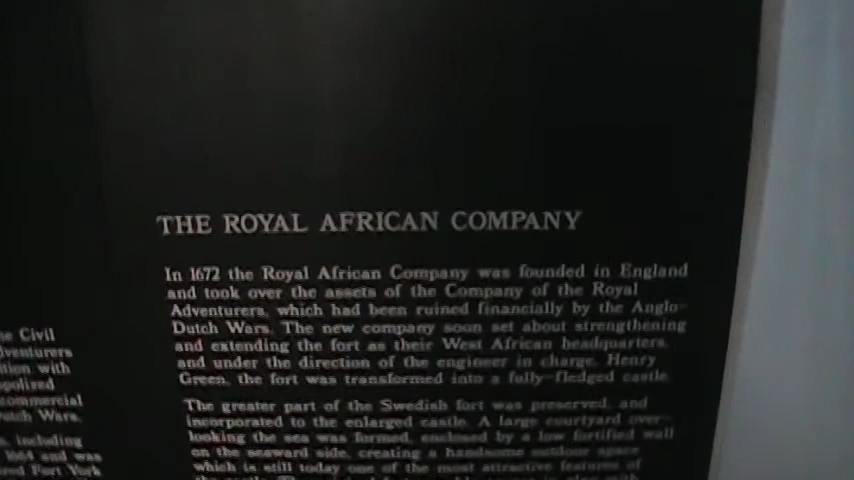 THE ROYAL AFRICAN COMPANY
In 1672 the Royal African Company was founded in England
and took over the assets of the Company of the Royal
Adventurers, which had been ruined financially by the Anglo-
Dutch Wars. The new company soon set about strengthening
and extending the fort as their West African headquarters,
and under the direction of the engineer in charge, Henry
Green, the fort was transformed into a fully-fledged castle.
The greater part of the Swedish fort was preserved, and
incorporated to the enlarged castle. A large courtyard over-
looking the sea was formed, enclosed by a low fortified wall
on the seaward side, creating a handsome outdoor space
which is still today one of the most attractive features of
Civil
dventurers
tion with
opolised
commercial
utch Wars.
including
1664 and was
Fort York